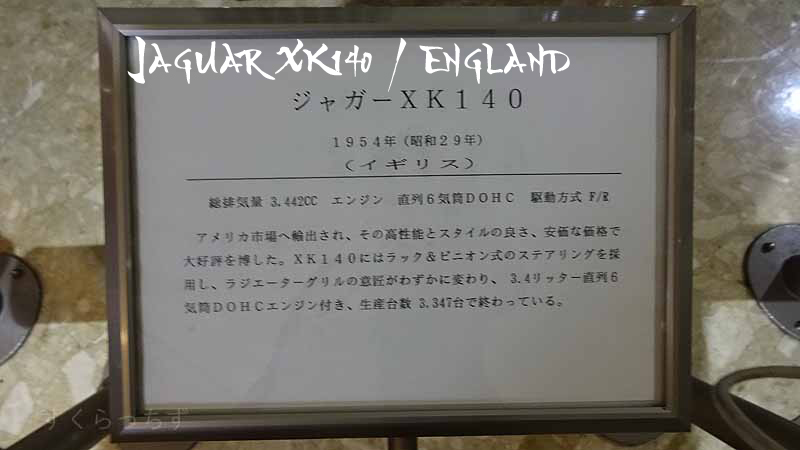 JAGUAR XK140 / ENGLAND
ジャガーXK140
1954年(昭和29年)
(イギリス)
総排気量 3.442CC エンジン 直列6気筒DOHC 駆動方式 F/R
アメリカ市場へ輸出され、その高性能とスタイルの良さ、安価な価格で
大好評を博した。XK140にはラック&ピニオン式のステアリングを採
用し、ラジエーターグリルの意匠がわずかに変わり、3.4リッター直列6
気筒DOHCエンジン付き、生産台数 3.347台で終わっている。
すくらっちず